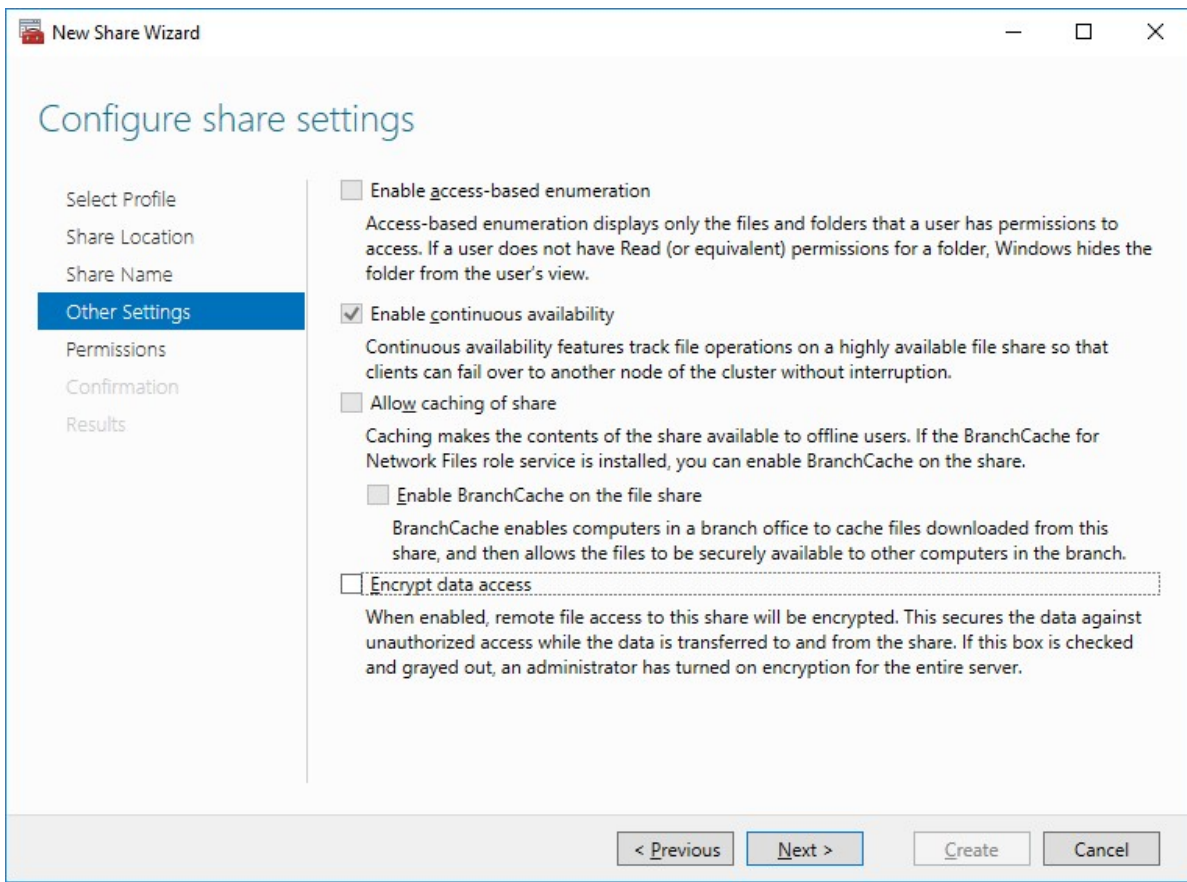 New Share Wizard
Configure share settings
Select Profile
Share Location
Share Name
Other Settings
Permissions
Confirmation
Results
Enable access-based enumeration
Access-based enumeration displays only the files and folders that a user has permissions to
access. If a user does not have Read (or equivalent) permissions for a folder, Windows hides the
folder from the user's view.
Enable continuous availability
Continuous availability features track file operations on a highly available file share so that
clients can fail over to another node of the cluster without interruption.
Allow caching of share
Caching makes the contents of the share available to offline users. If the BranchCache for
Network Files role service is installed, you can enable BranchCache on the share.
Enable BranchCache on the file share
BranchCache enables computers in a branch office to cache files downloaded from this
share, and then allows the files to be securely available to other computers in the branch.
Encrypt data access
When enabled, remote file access to this share will be encrypted. This secures the data against
unauthorized access while the data is transferred to and from the share. If this box is checked
and grayed out, an administrator has turned on encryption for the entire server.
< Previous
Next >
Create
Cancel